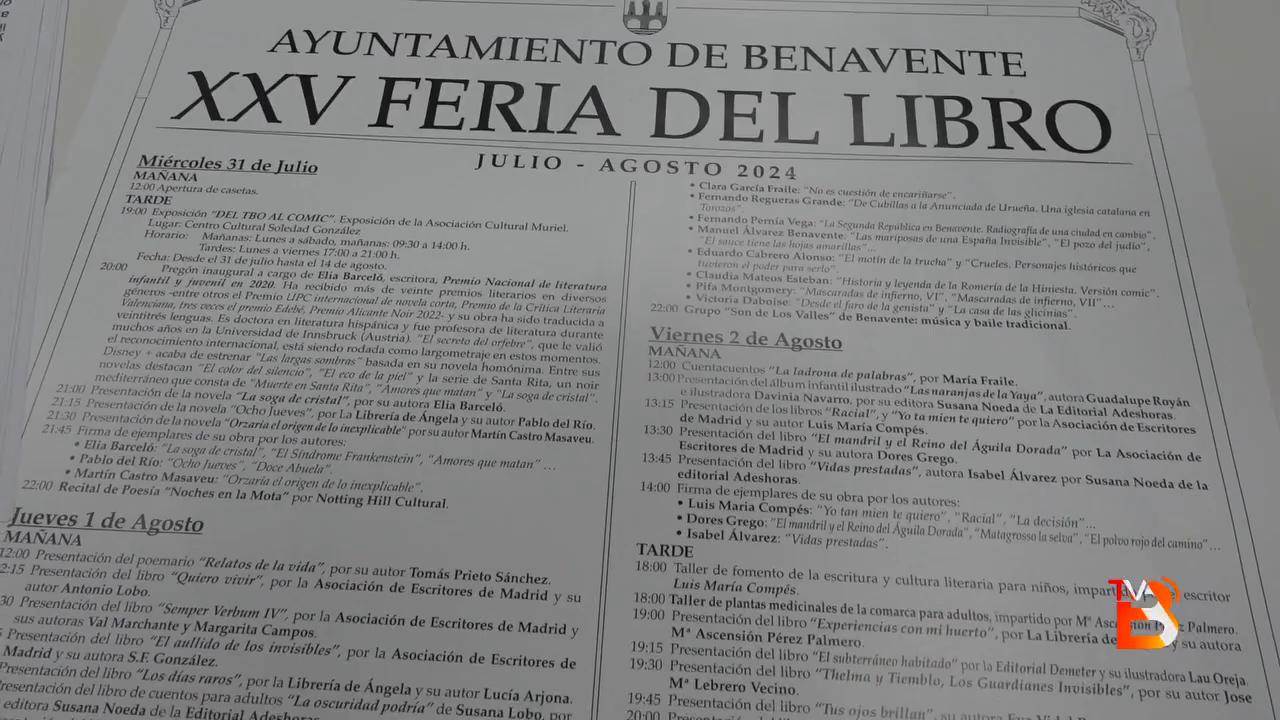 AYUNTAMIENTO DE BENAVENTE
XXV FERIA DEL LIBRO
JULIO - AGOSTO 2024
Miércoles 31 de Julio
MAÑANA
12:00 Apertura de casetas.
TARDE
19:00 Exposición “DEL TBO AL COMIC”. Exposición de la Asociación Cultural Muriel.
Lugar: Centro Cultural Soledad González
Horario: Mañanas: Lunes a sábado, mañanas: 09:30 a 14:00 h.
Tardes: Lunes a viernes 17:00 a 21:00 h.
Fecha: Desde el 31 de julio hasta el 14 de agosto.
20:00 Pregón inaugural a cargo de Elia Barceló, escritora, Premio Nacional de literatura
infantil y juvenil en 2020. Ha recibido más de veinte premios literarios en diversos
géneros -entre otros el Premio UPC internacional de novela corta, Premio de la Crítica Literaria
Valenciana, tres veces el premio Edebé, Premio Alicante Noir 2022- y su obra ha sido traducida a
veintitrés lenguas. Es doctora en literatura hispánica y fue profesora de literatura durante
muchos años en la Universidad de Innsbruck (Austria). “El secreto del orfebre”, que le valió
el reconocimiento internacional, está siendo rodada como largometraje en estos momentos.
Disney + acaba de estrenar “Las largas sombras” basada en su novela homónima. Entre sus
novelas destacan “El color del silencio”, “El eco de la piel” y la serie de Santa Rita, un noir
mediterráneo que consta de “Muerte en Santa Rita”, “Amores que matan” y “La soga de cristal”.
21:00 Presentación de la novela “La soga de cristal”, por su autora Elia Barceló.
21:15 Presentación de la novela “Ocho Jueves”, por La Librería de Ángela y su autor Pablo del Río.
21:30 Presentación de la novela “Orzaría el origen de lo inexplicable” por su autor Martín Castro Masaveu.
21:45 Firma de ejemplares de su obra por los autores:
• Elia Barceló: “La soga de cristal”, “El Síndrome Frankenstein”, “Amores que matan” …
• Pablo del Río: “Ocho Jueves”, “Doce Abuela”.
• Martín Castro Masaveu: “Orzaría el origen de lo inexplicable”.
22:00 Recital de Poesía “Noches en la Mota” por Notting Hill Cultural.
Jueves 1 de Agosto
MAÑANA
12:00 Presentación del poemario “Relatos de la vida”, por su autor Tomás Prieto Sánchez.
2:15 Presentación del libro “Quiero vivir”, por la Asociación de Escritores de Madrid y su
autor Antonio Lobo.
30 Presentación del libro “Semper Verbum IV”, por la Asociación de Escritores de Madrid y
sus autoras Val Marchante y Margarita Campos.
5 Presentación del libro “El aullido de los invisibles”, por la Asociación de Escritores de
Madrid y su autora S.F. González.
Presentación del libro “Los días raros”, por la Librería de Ángela y su autor Lucía Arjona.
Presentación del libro de cuentos para adultos “La oscuridad podría” de Susana Lobo, por
editora Susana Noeda de la Editorial Adeshoras.
• Clara García Fraile: “No es cuestión de encariñarse”.
• Fernando Regueras Grande: “De Cubillas a la Anunciada de Urueña. Una iglesia catalana en
Torozos”.
• Fernando Pernía Vega: “La Segunda República en Benavente. Radiografía de una ciudad en cambio”.
• Manuel Álvarez Benavente: “Las mariposas de una España Invisible”, “El pozo del judío”,
“El sauce tiene las hojas amarillas”…
• Eduardo Cabrero Alonso: “El motín de la trucha” y “Crueles. Personajes históricos que
tuvieron el poder para serlo”.
• Claudia Mateos Esteban: “Historia y leyenda de la Romería de la Hiniesta. Versión comic”.
• Pifa Montgomery: “Mascaradas de infierno, VI”, “Mascaradas de infierno, VII”…
• Victoria Daboise: “Desde el faro de la genista” y “La casa de las glicinias”.
22:00 Grupo “Son de Los Valles” de Benavente: música y baile tradicional.
Viernes 2 de Agosto
MAÑANA
12:00 Cuentacuentos “La ladrona de palabras”, por María Fraile.
13:00 Presentación del álbum infantil ilustrado “Las naranjas de la Yaya”, autora Guadalupe Royán
e ilustradora Davinia Navarro, por su editora Susana Noeda de La Editorial Adeshoras.
13:15 Presentación de los libros “Racial”, y “Yo ta mien te quiero” por la Asociación de Escritores
de Madrid y su autor Luis María Compés.
13:30 Presentación del libro “El mandril y el Reino del Águila Dorada” por La Asociación de
Escritores de Madrid y su autora Dores Grego.
13:45 Presentación del libro “Vidas prestadas”, autora Isabel Álvarez por Susana Noeda de la
editorial Adeshoras.
14:00 Firma de ejemplares de su obra por los autores:
• Luis María Compés: “Yo tan mien te quiero”, “Racial”, “La decisión”…
• Dores Grego: “El mandril y el Reino del Águila Dorada”, “Matagrosso la selva”, “El polvo rojo del camino”…
• Isabel Álvarez: “Vidas prestadas”.
TARDE
18:00 Taller de fomento de la escritura y cultura literaria para niños, impart escritor
Luis María Compés.
18:00 Taller de plantas medicinales de la comarca para adultos, impartido por Mª Ascensión Pérez Palmero.
19:00 Presentación del libro “Experiencias con mi huerto”, por La Librería de y su autora
Mª Ascensión Pérez Palmero.
19:15 Presentación del libro “El subterráneo habitado” por la Editorial Demeter y su ilustradora Lau Oreja.
19:30 Presentación del libro “Thelma y Tiemblo, Los Guardianes Invisibles”, por su autor Jose
Mª Lebrero Vecino.
19:45 Presentación del libro “Tus ojos brillan”, su autora
20:00
TV B